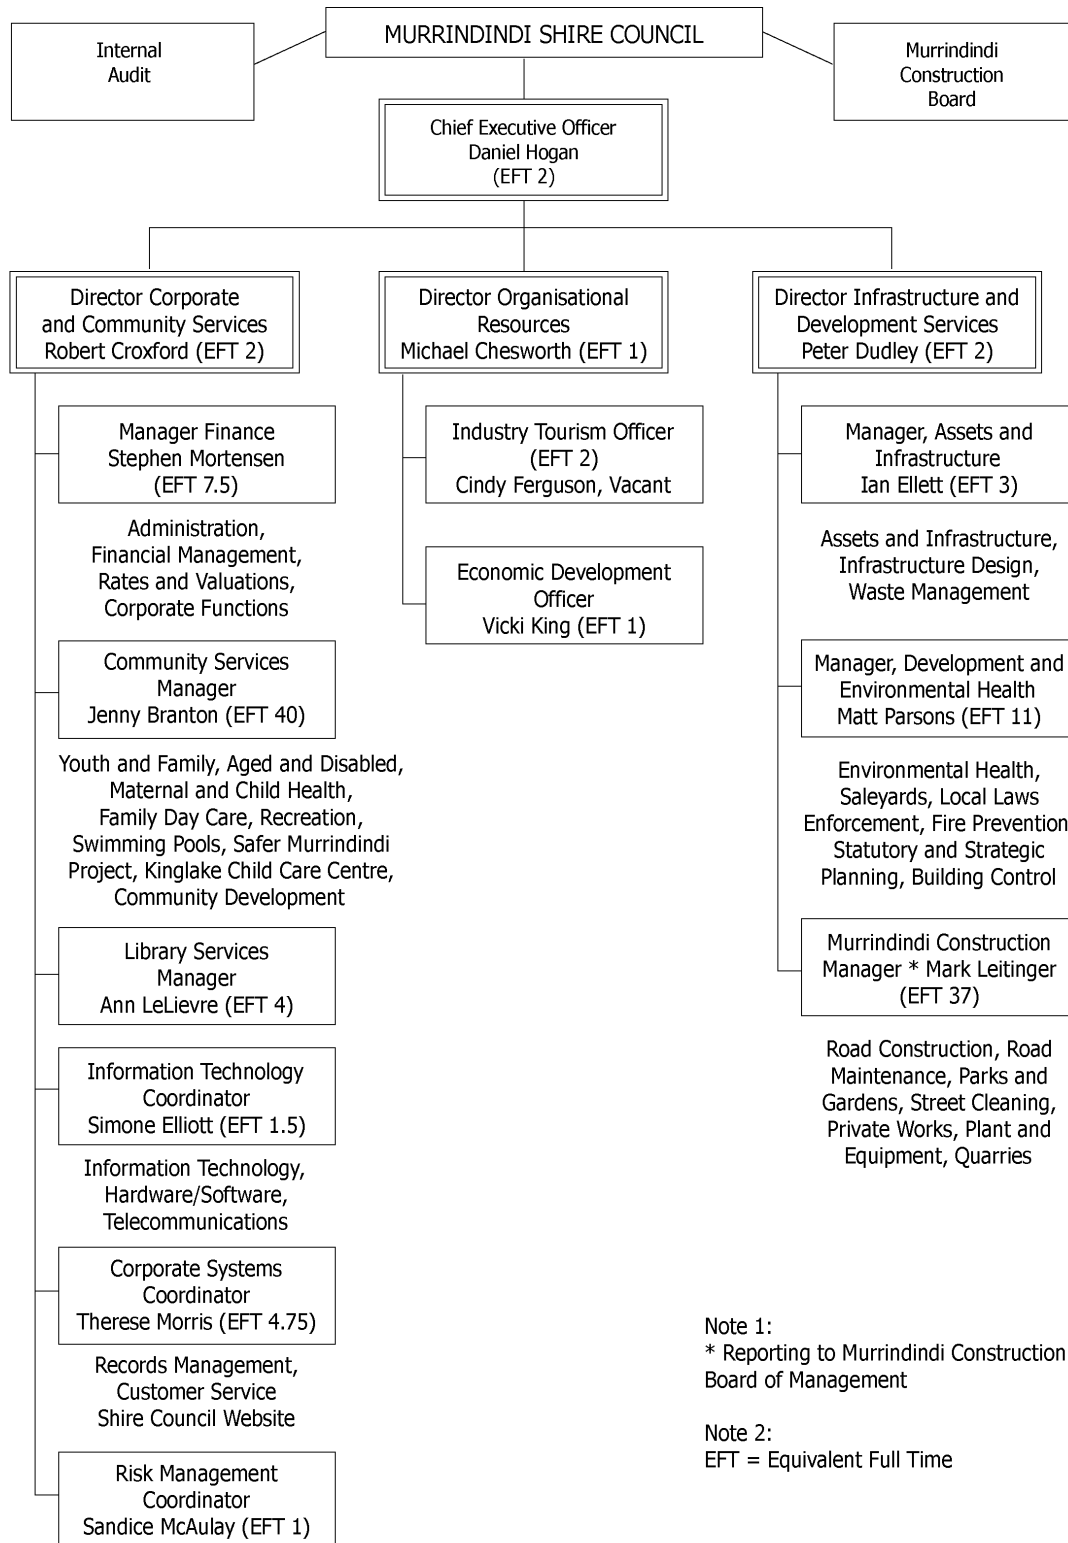 MURRINDINDI SHIRE COUNCIL
Internal
Audit
Murrindindi
Construction
Board
Chief Executive Officer
Daniel Hogan
(EFT 2)
Director Corporate
and Community Services
Robert Croxford (EFT 2)
Manager Finance
Stephen Mortensen
(EFT 7.5)
Administration,
Financial Management,
Rates and Valuations,
Corporate Functions
Community Services
Manager
Jenny Branton (EFT 40)
Youth and Family, Aged and Disabled,
Maternal and Child Health,
Family Day Care, Recreation,
Swimming Pools, Safer Murrindindi
Project, Kinglake Child Care Centre,
Community Development
Library Services
Manager
Ann LeLievre (EFT 4)
Information Technology
Coordinator
Simone Elliott (EFT 1.5)
Information Technology,
Hardware/Software,
Telecommunications
Corporate Systems
Coordinator
Therese Morris (EFT 4.75)
Records Management,
Customer Service
Shire Council Website
Risk Management
Coordinator
Sandice McAulay (EFT 1)
Director Organisational
Resources
Michael Chesworth (EFT 1)
Industry Tourism Officer
(EFT 2)
Cindy Ferguson, Vacant
Economic Development
Officer
Vicki King (EFT 1)
Director Infrastructure and
Development Services
Peter Dudley (EFT 2)
Manager, Assets and
Infrastructure
Ian Ellett (EFT 3)
Assets and Infrastructure,
Infrastructure Design,
Waste Management
Manager, Development and
Environmental Health
Matt Parsons (EFT 11)
Environmental Health,
Saleyards, Local Laws
Enforcement, Fire Prevention
Statutory and Strategic
Planning, Building Control
Murrindindi Construction
Manager * Mark Leitinger
(EFT 37)
Road Construction, Road
Maintenance, Parks and
Gardens, Street Cleaning,
Private Works, Plant and
Equipment, Quarries
Note 1:
* Reporting to Murrindindi Construction
Board of Management
Note 2:
EFT = Equivalent Full Time